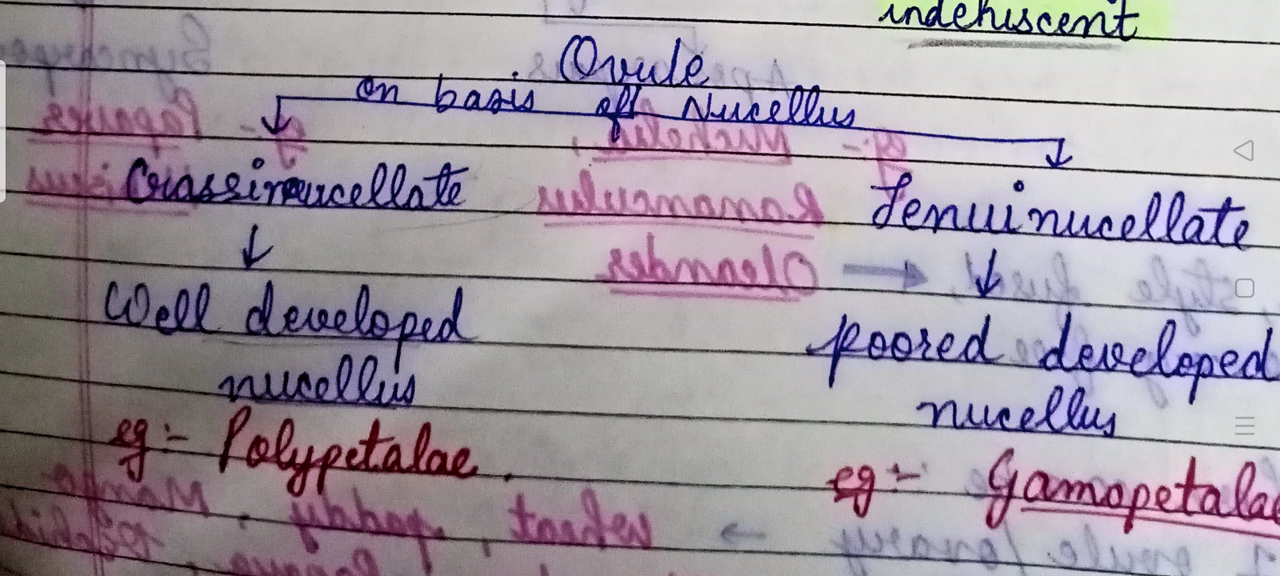 indehiscent
Ovule
on basis of Nucellus
Crassinucellate
Tenuinucellate
Well developed
nucellus
poored developed
nucellus
eg :- Polypetalae.
eg :- Gamopetalae